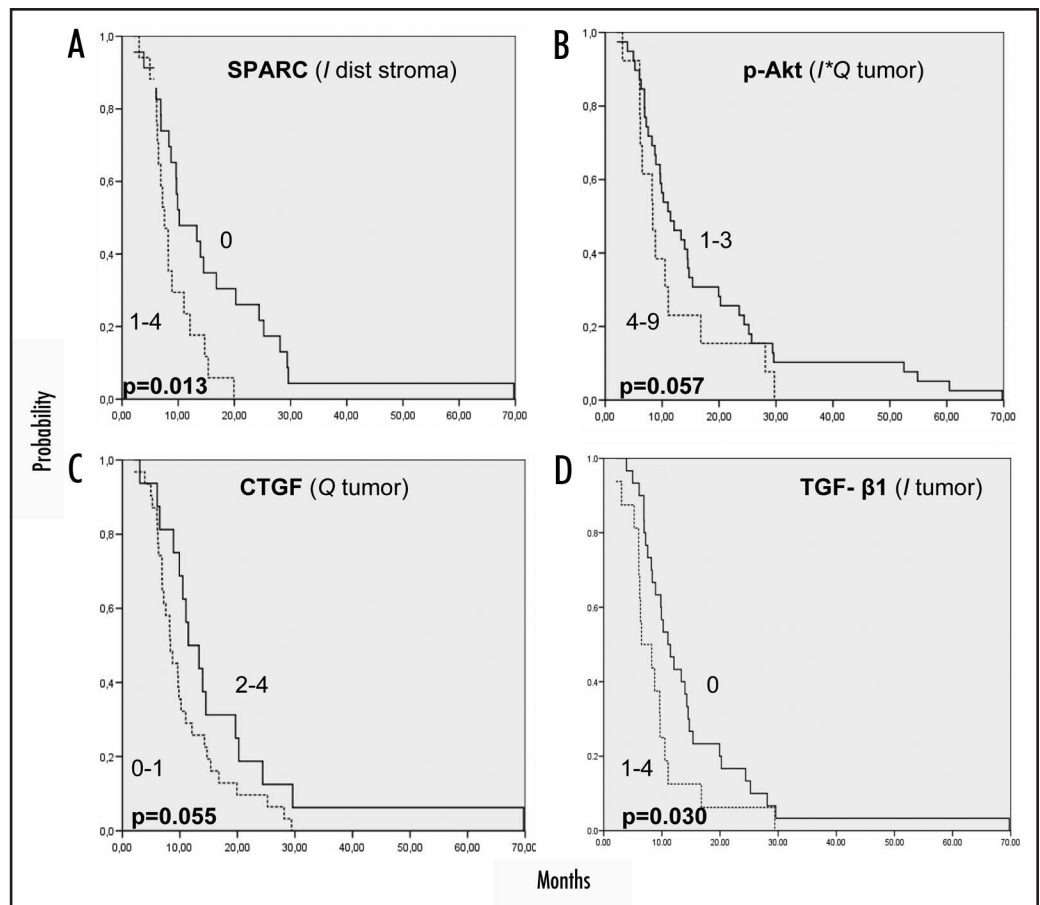 A
SPARC (I dist stroma)
1,0
0,8
0,6
0,4
0,2
0,0
0
1-4
p=0.013
0,00 10,00 20,00 30,00 40,00 50,00 60,00 70,00
B
p-Akt (I*Q tumor)
1,0
0,8
0,6
0,4
0,2
0,0
1-3
4-9
p=0.057
0,00 10,00 20,00 30,00 40,00 50,00 60,00 70,00
Probability
C
CTGF (Q tumor)
1,0
0,8
0,6
0,4
0,2
0,0
2-4
0-1
p=0.055
0,00 10,00 20,00 30,00 40,00 50,00 60,00 70,00
D
TGF- β1 (I tumor)
1.0
0.8
0.6
0.4
0.2
0.0
0
1-4
p=0.030
0.00 10.00 20.00 30.00 40.00 50.00 60.00 70.00
Months